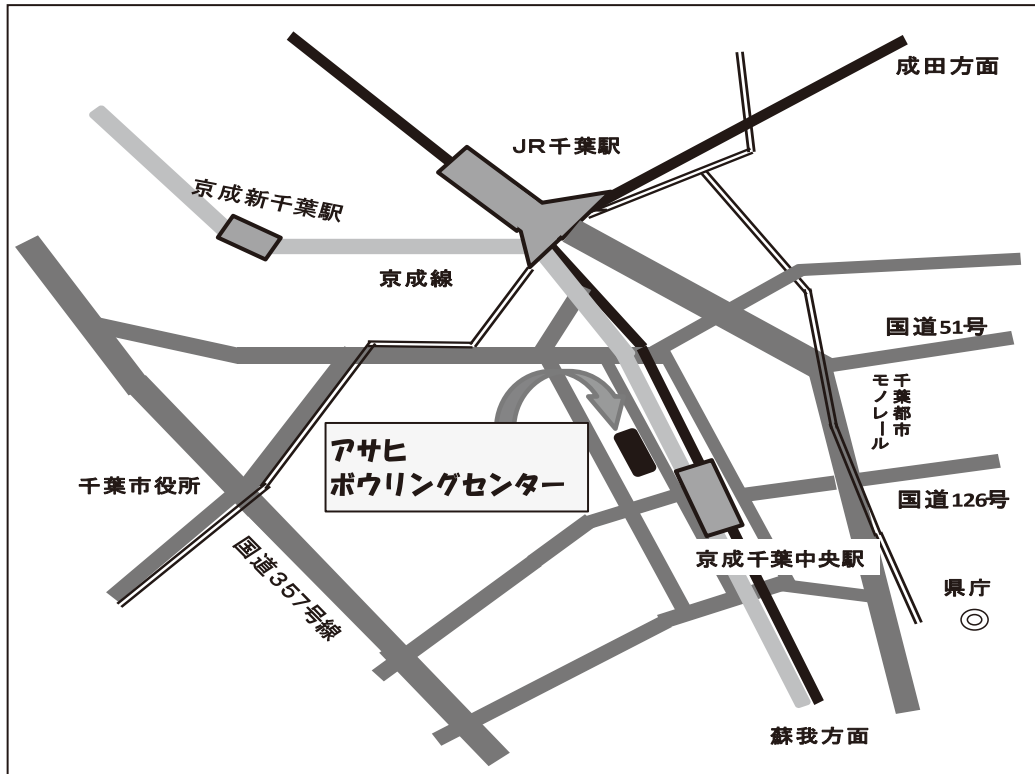 成田方面
JR千葉駅
京成新千葉駅
京成線
国道51号
千葉都市
モノレール
アサヒ
ボウリングセンター
千葉市役所
国道126号
国道357号線
京成千葉中央駅
県庁
蘇我方面